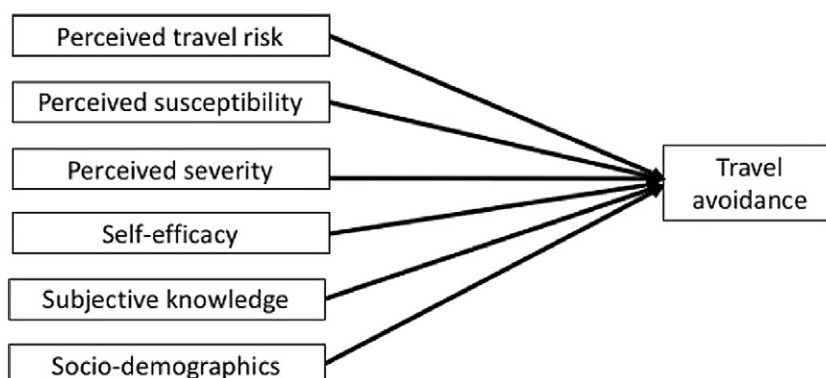 Perceived travel risk
Perceived susceptibility
Perceived severity
Self-efficacy
Subjective knowledge
Socio-demographics
Travel
avoidance